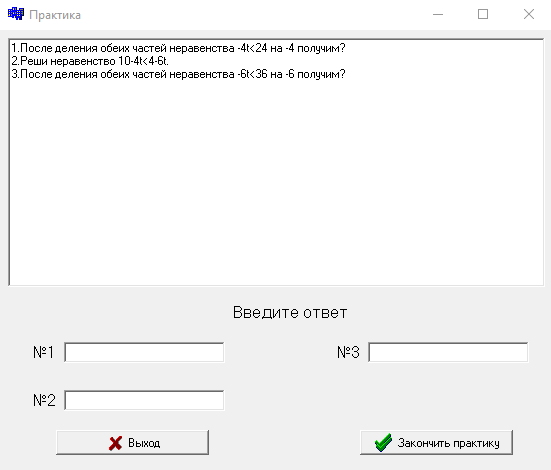 Практика
1.После деления обеих частей неравенства -4t<24 на -4 получим?
2.Реши неравенство 10-4t<4-6t.
3.После деления обеих частей неравенства -6t<36 на -6 получим?
Введите ответ
№1
№3
№2
Выход
Закончить практику